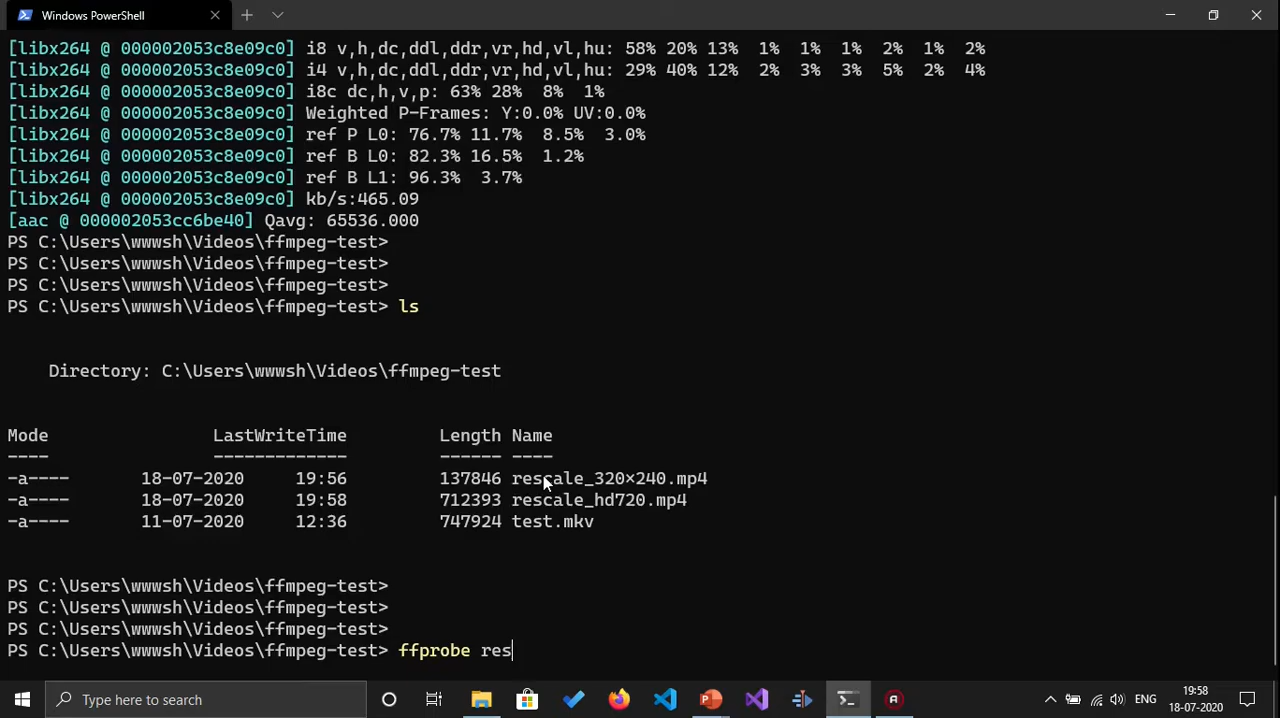 Windows PowerShell
[libx264 @ 000002053c8e09c0] i8 v,h,dc,ddl,ddr,vr,hd,vl,hu: 58% 20% 13%  1%  1%  1%  2%  1%  2%
[libx264 @ 000002053c8e09c0] i4 v,h,dc,ddl,ddr,vr,hd,vl,hu: 29% 40% 12%  2%  3%  3%  5%  2%  4%
[libx264 @ 000002053c8e09c0] i8c dc,h,v,p: 63% 28%  8%  1%
[libx264 @ 000002053c8e09c0] Weighted P-Frames: Y:0.0% UV:0.0%
[libx264 @ 000002053c8e09c0] ref P L0: 76.7% 11.7%  8.5%  3.0%
[libx264 @ 000002053c8e09c0] ref B L0: 82.3% 16.5%  1.2%
[libx264 @ 000002053c8e09c0] ref B L1: 96.3%  3.7%
[libx264 @ 000002053c8e09c0] kb/s:465.09
[aac @ 000002053cc6be40] Qavg: 65536.000
PS C:\Users\wwwsh\Videos\ffmpeg-test>
PS C:\Users\wwwsh\Videos\ffmpeg-test>
PS C:\Users\wwwsh\Videos\ffmpeg-test>
PS C:\Users\wwwsh\Videos\ffmpeg-test> ls
Directory: C:\Users\wwwsh\Videos\ffmpeg-test
Mode LastWriteTime Length Name
---- ------------- ------ ----
-a---- 18-07-2020 19:56 137846 rescale_320×240.mp4
-a---- 18-07-2020 19:58 712393 rescale_hd720.mp4
-a---- 11-07-2020 12:36 747924 test.mkv
PS C:\Users\wwwsh\Videos\ffmpeg-test>
PS C:\Users\wwwsh\Videos\ffmpeg-test>
PS C:\Users\wwwsh\Videos\ffmpeg-test>
PS C:\Users\wwwsh\Videos\ffmpeg-test> ffprobe res
Type here to search
ENG
19:58
18-07-2020